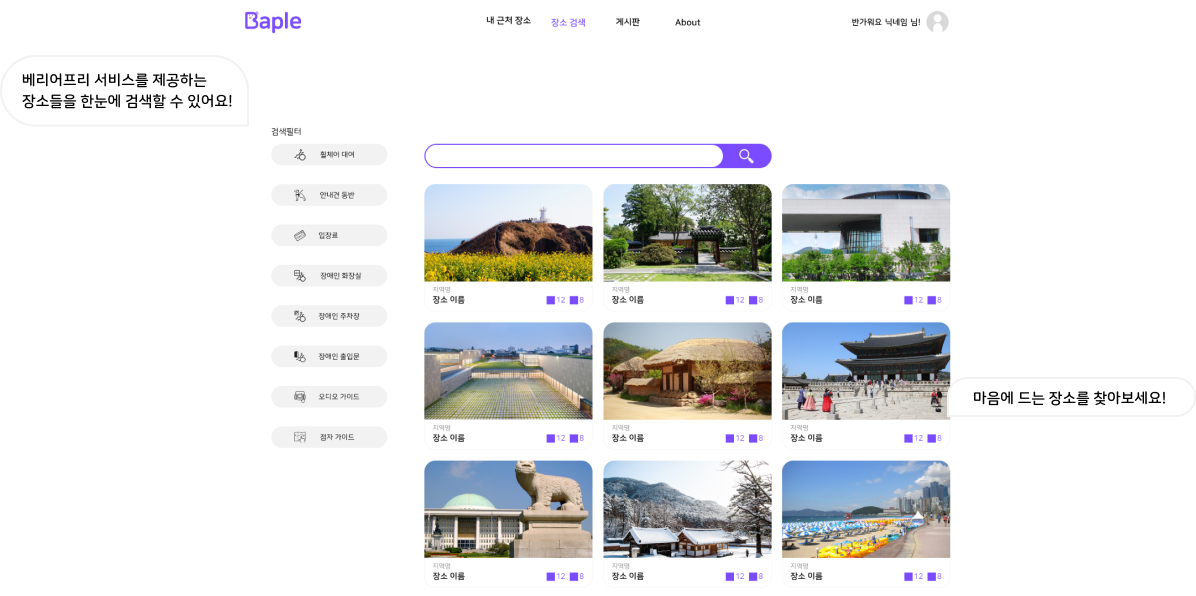 Baple
내 근처 장소
장소 검색
게시판
About
반가워요 닉네임 님!
베리어프리 서비스를 제공하는
장소들을 한눈에 검색할 수 있어요!
검색필터
휠체어 대여
안내견 동반
입장료
장애인 화장실
장애인 주차장
장애인 출입문
오디오 가이드
점자 가이드
지역명
장소 이름 12 8
지역명
장소 이름 12 8
지역명
장소 이름 12 8
지역명
장소 이름 12 8
지역명
장소 이름 12 8
지역명
장소 이름 12 8
마음에 드는 장소를 찾아보세요!
지역명
장소 이름 12 8
지역명
장소 이름 12 8
지역명
장소 이름 12 8